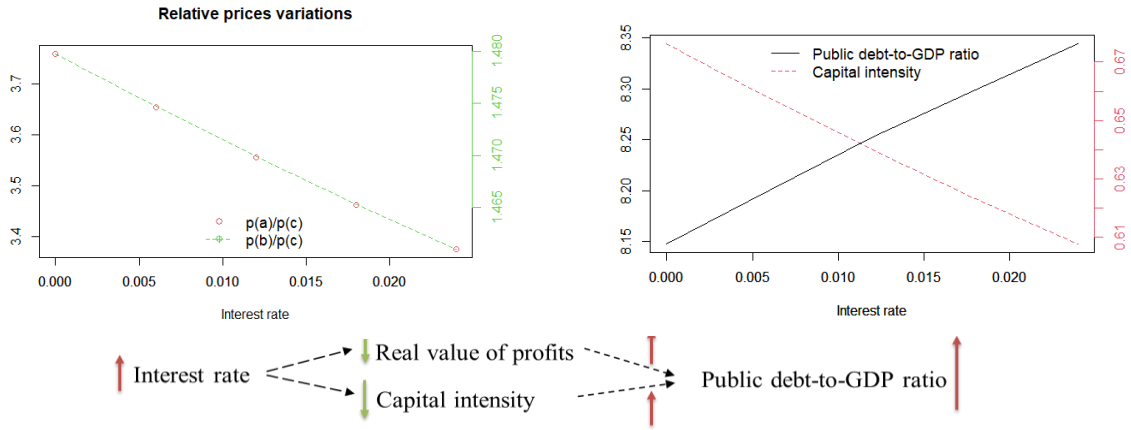 Relative prices variations
3.7
3.6
3.5
3.4
1.480
1.475
1.470
1.465
p(a)/p(c)
p(b)/p(c)
0.000 0.005 0.010 0.015 0.020
Interest rate
8.35
8.30
8.25
8.20
8.15
Public debt-to-GDP ratio
Capital intensity
0.67
0.65
0.63
0.61
0.000 0.005 0.010 0.015 0.020
Interest rate
Real value of profits
Interest rate
Capital intensity
Public debt-to-GDP ratio